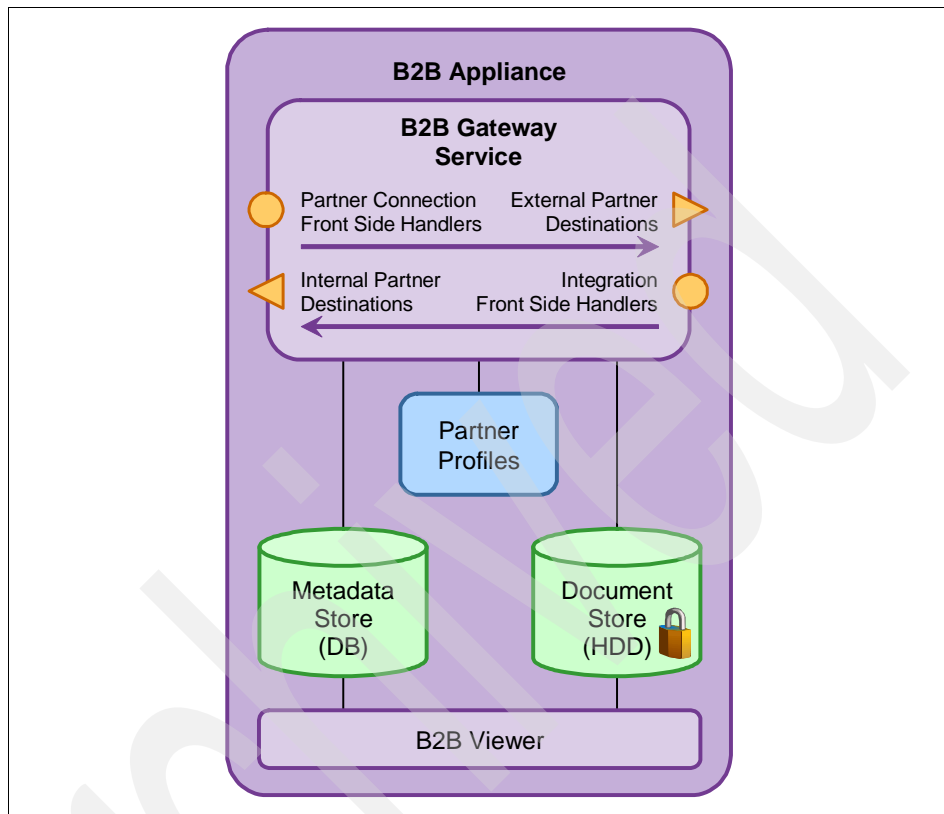 B2B Appliance
B2B Gateway
Service
Partner Connection
Front Side Handlers
External Partner
Destinations
Internal Partner
Destinations
Integration
Front Side Handlers
Partner
Profiles
Metadata
Store
(DB)
Document
Store
(HDD)
B2B Viewer